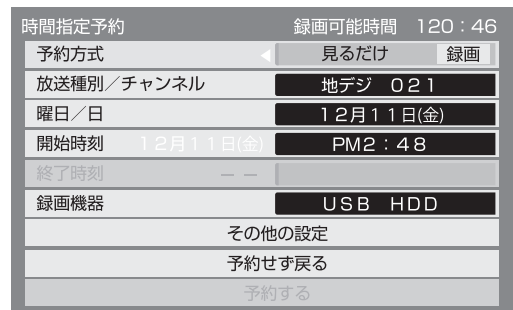 時間指定予約 録画可能時間 120:46
予約方式 見るだけ 録画
放送種別/チャンネル 地デジ 021
曜日/日 12月11日(金)
開始時刻 12月11日(金) PM2:48
終了時刻 －－
録画機器 USB HDD
その他の設定
予約せず戻る
予約する